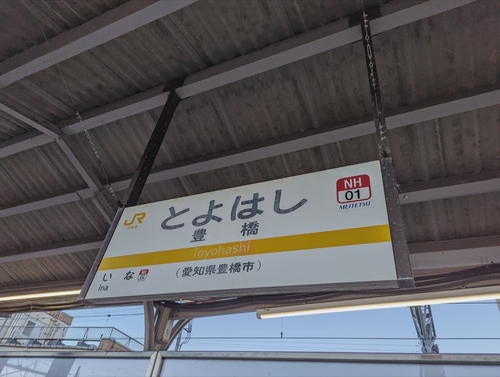 JR
とよはし
NH
01
MEITETSU
豊橋
Toyohashi
(愛知県豊橋市)
いな
Ina